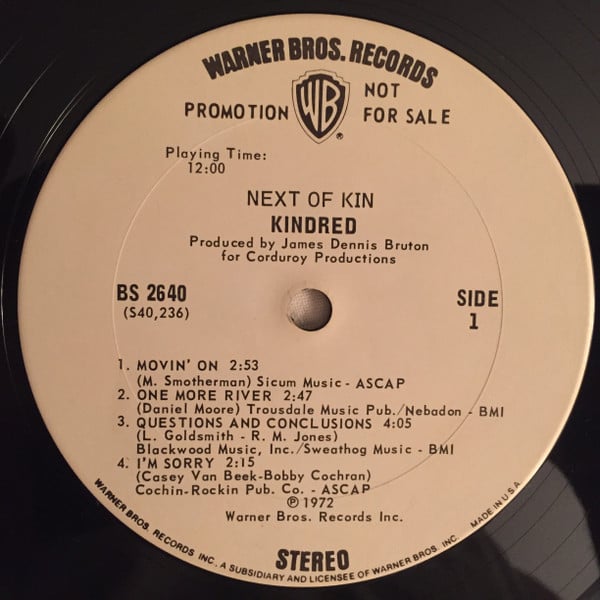 WARNER BROS. RECORDS
PROMOTION WB NOT
FOR SALE
®
Playing Time:
12:00
NEXT OF KIN
KINDRED
Produced by James Dennis Bruton
for Corduroy Productions
BS 2640
(S40,236)
SIDE
1
1. MOVIN' ON 2:53
(M. Smotherman) Sicum Music - ASCAP
2. ONE MORE RIVER 2:47
(Daniel Moore) Trousdale Music Pub./Nebadon - BMI
3. QUESTIONS AND CONCLUSIONS 4:05
(L. Goldsmith - R. M. Jones)
Blackwood Music, Inc./Sweathog Music - BMI
4. I'M SORRY 2:15
(Casey Van Beek-Bobby Cochran)
Cochin-Rockin Pub. Co. - ASCAP
℗ 1972
Warner Bros. Records Inc.
STEREO
WARNER BROS. RECORDS INC. A SUBSIDIARY AND LICENSEE OF WARNER BROS. INC. MADE IN U.S.A.